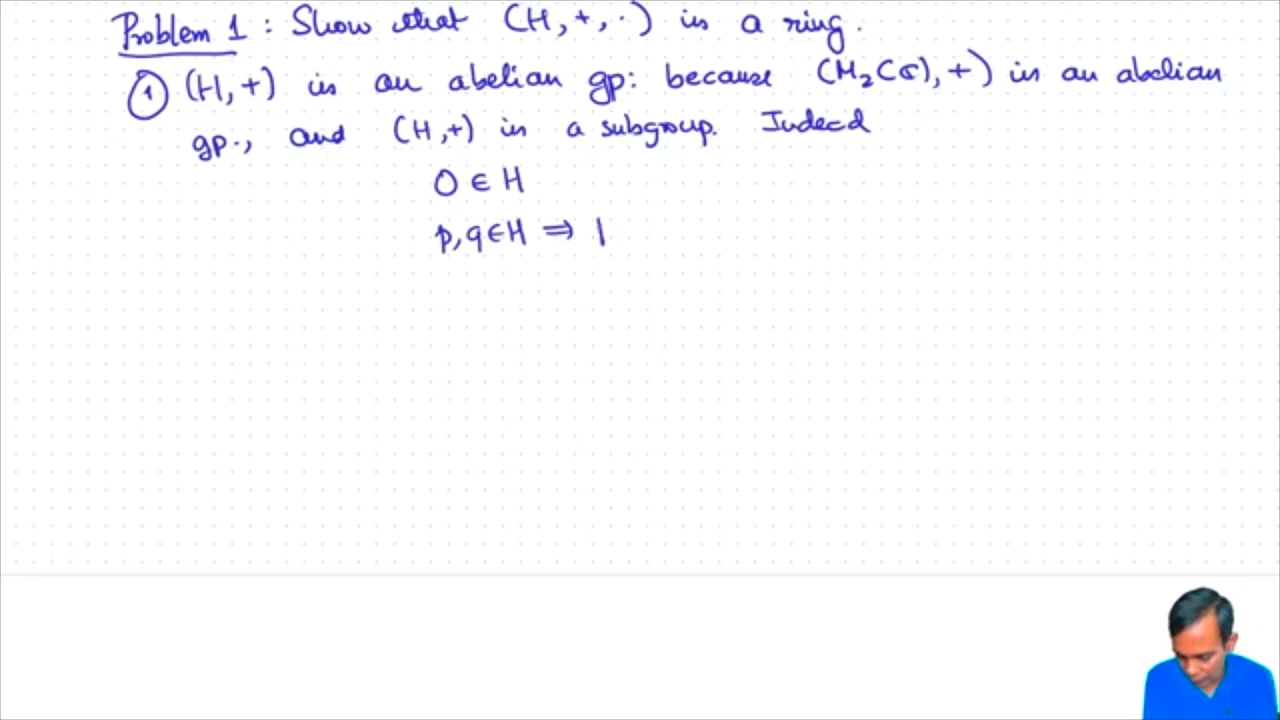 Problem 1 : Show that (H, +, ·) is a ring.
① (H, +) is an abelian gp: because (M₂(ℂ), +) is an abelian
gp., and (H, +) is a subgroup. Indeed
0 ∈ H
p, q ∈ H ⇒